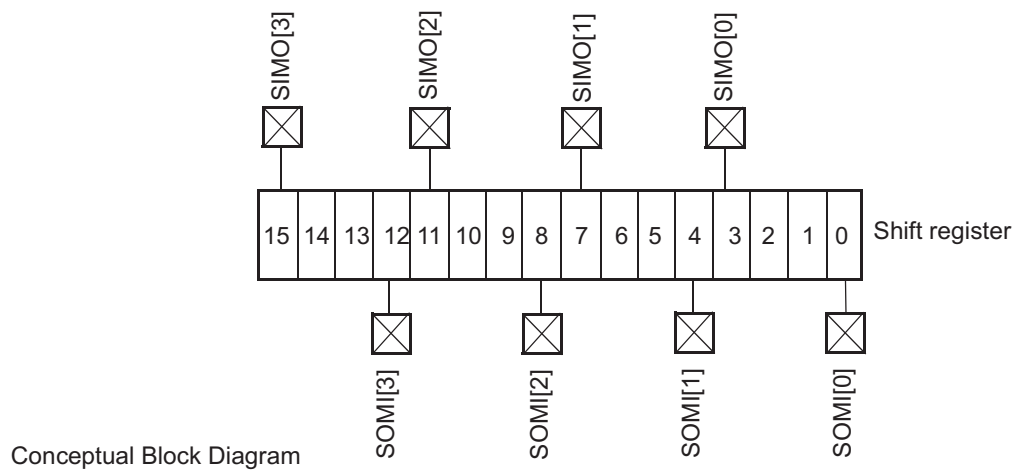 SIMO[3] SIMO[2] SIMO[1] SIMO[0]
15 14 13 12 11 10 9 8 7 6 5 4 3 2 1 0 Shift register
SOMI[3] SOMI[2] SOMI[1] SOMI[0]
Conceptual Block Diagram